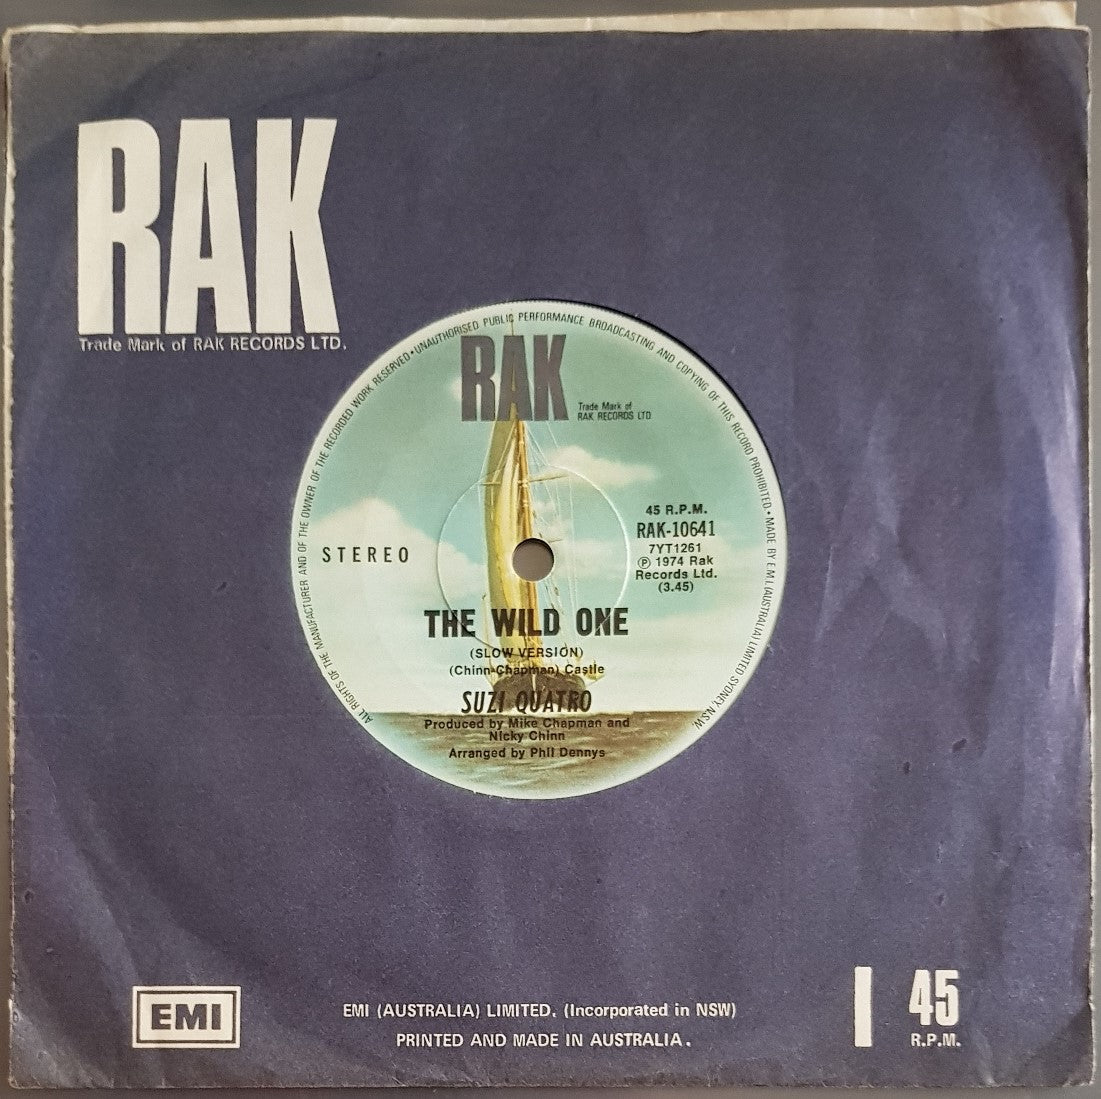 RAK
Trade Mark of RAK RECORDS LTD.
ALL RIGHTS OF THE MANUFACTURER AND OF THE OWNER OF THE RECORDED WORK RESERVED • UNAUTHORISED PUBLIC PERFORMANCE BROADCASTING AND COPYING OF THIS RECORD PROHIBITED • MADE BY E.M.I. (AUSTRALIA) LIMITED SYDNEY N.S.W.
RAK
Trade Mark of
RAK RECORDS LTD
STEREO
45 R.P.M.
RAK-10641
7YT1261
Ⓟ 1974 Rak
Records Ltd.
(3.45)
THE WILD ONE
(SLOW VERSION)
(Chinn-Chapman) Castle
SUZI QUATRO
Produced by Mike Chapman and
Nicky Chinn
Arranged by Phil Dennys
EMI
EMI (AUSTRALIA) LIMITED. (Incorporated in NSW)
PRINTED AND MADE IN AUSTRALIA.
45
R.P.M.